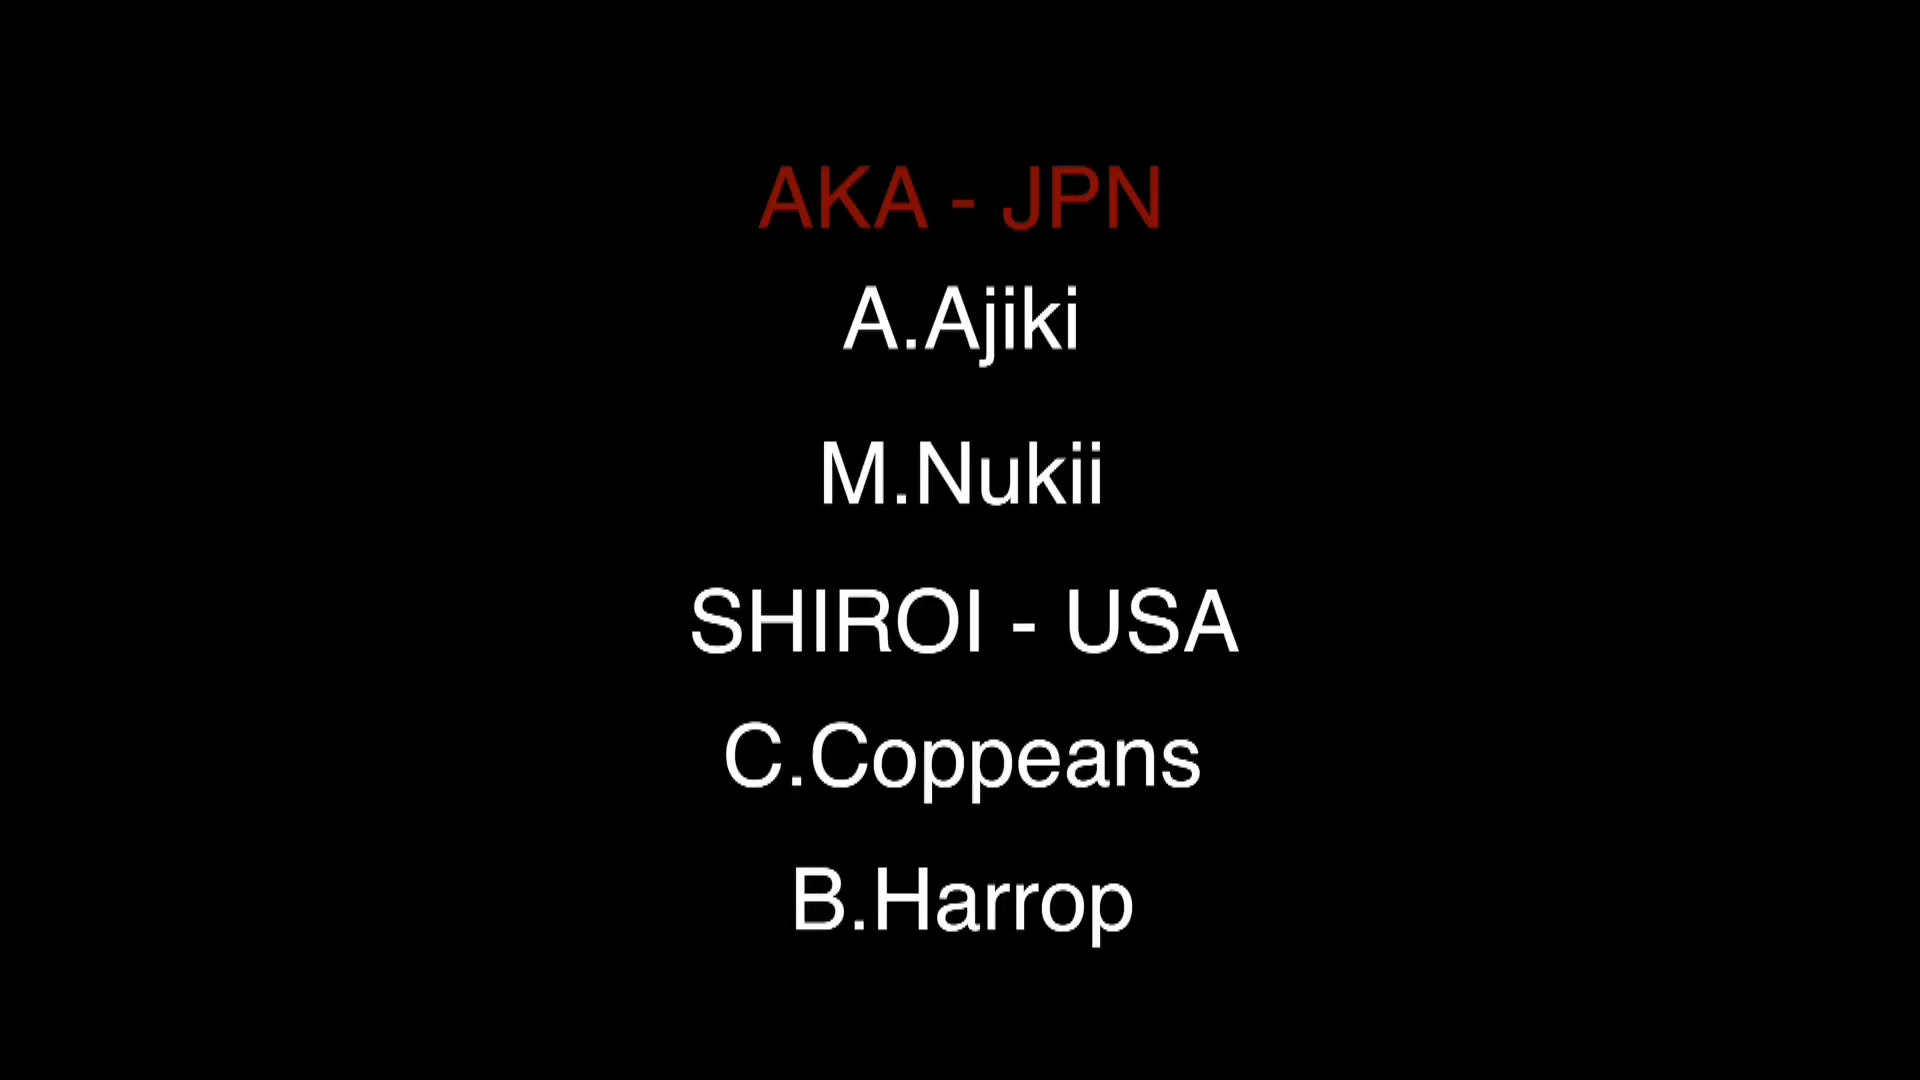 AKA - JPN
A.Ajiki
M.Nukii
SHIROI - USA
C.Coppeans
B.Harrop